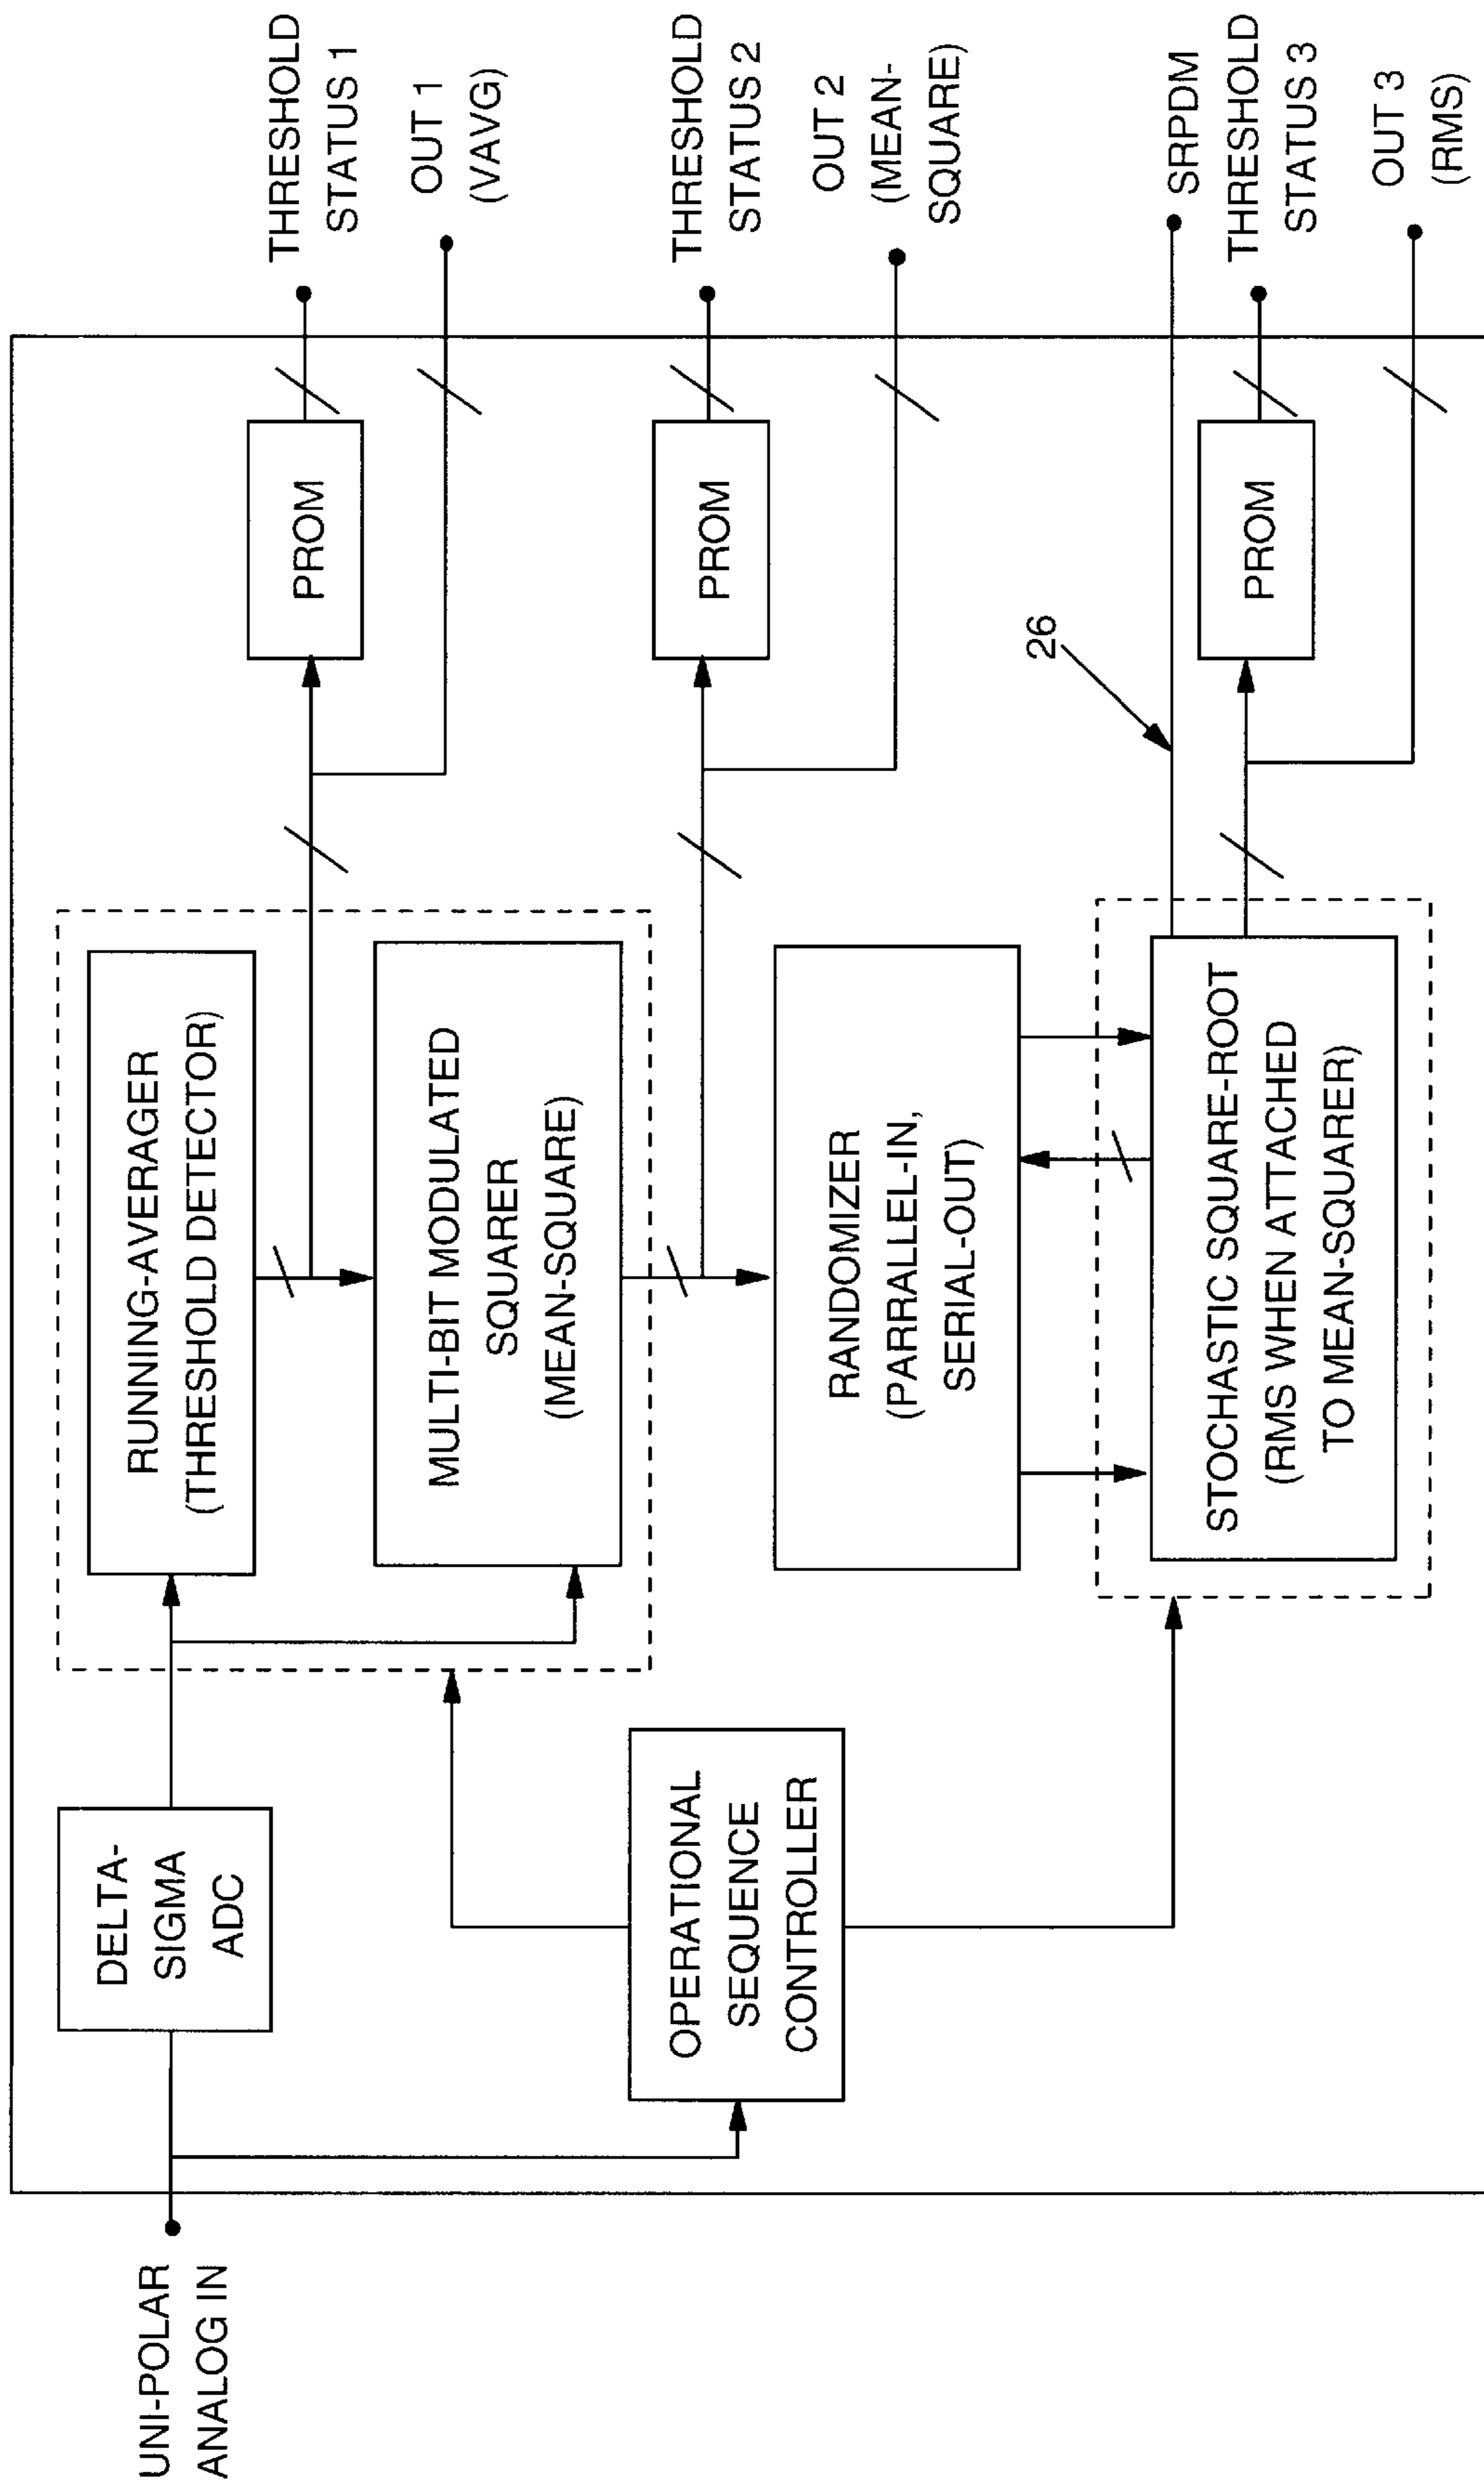 UNI-POLAR
ANALOG IN
DELTA-
SIGMA
ADC
OPERATIONAL
SEQUENCE
CONTROLLER
RUNNING-AVERAGER
(THRESHOLD DETECTOR)
MULTI-BIT MODULATED
SQUARER
(MEAN-SQUARE)
RANDOMIZER
(PARRALLEL-IN,
SERIAL-OUT)
STOCHASTIC SQUARE-ROOT
(RMS WHEN ATTACHED
TO MEAN-SQUARER)
PROM
PROM
26
PROM
THRESHOLD
STATUS 1
OUT 1
(VAVG)
THRESHOLD
STATUS 2
OUT 2
(MEAN-
SQUARE)
SRPDM
THRESHOLD
STATUS 3
OUT 3
(RMS)